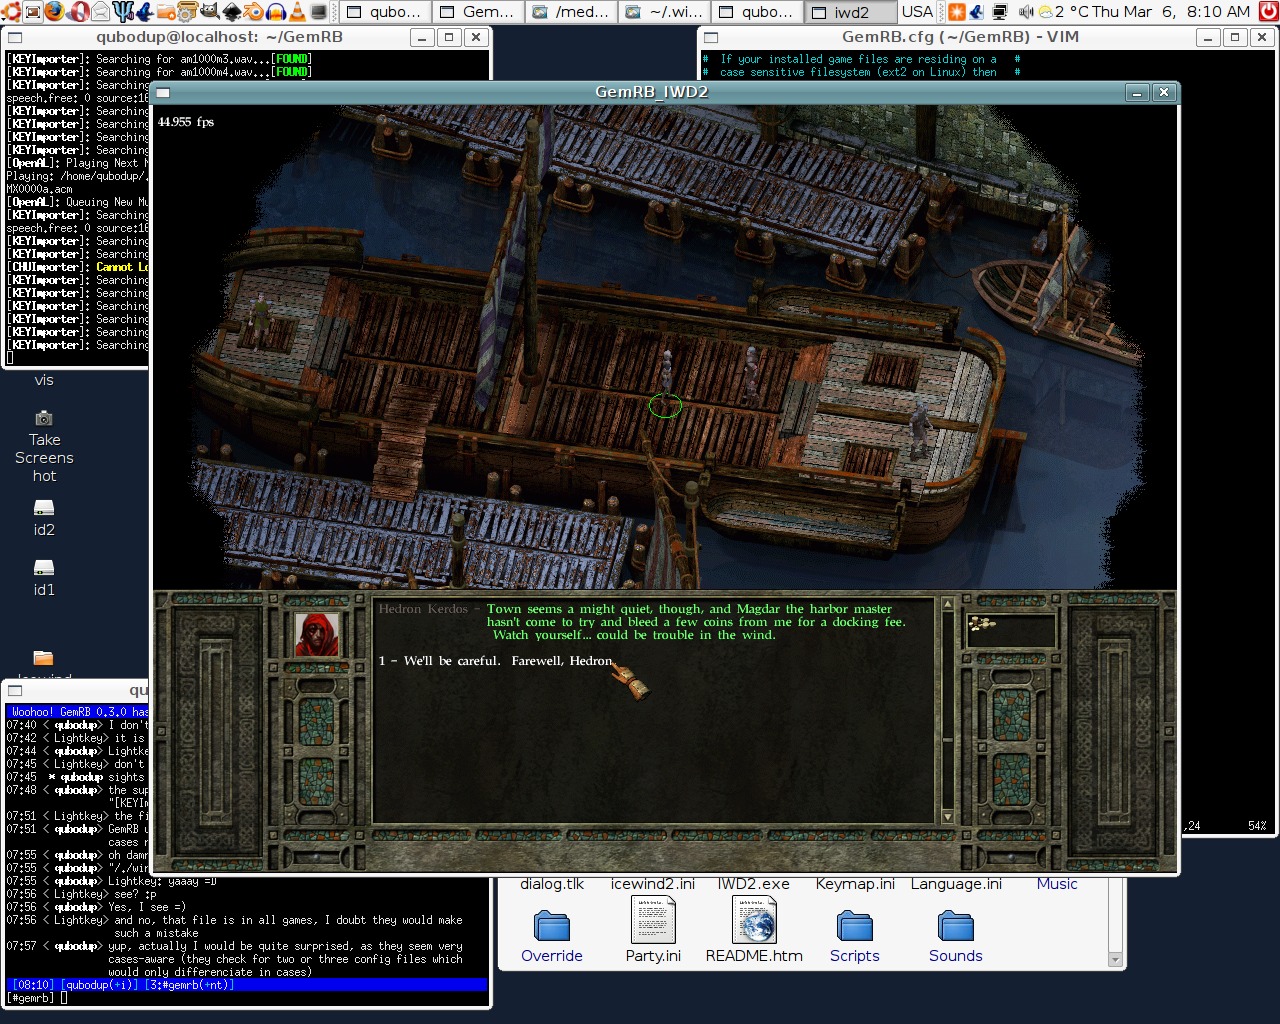 qubo...
Gem...
/med...
~/.wi...
qubo...
iwd2
USA
2 °C
Thu Mar 6, 8:10 AM
qubodup@localhost: ~/GemRB
[KEYImporter]: Searching for am1000m3.wav...[FOUND]
[KEYImporter]: Searching for am1000m4.wav...[FOUND]
[KEYImporter]: Searching
speech.free: 0 source:18
[KEYImporter]: Searching
[KEYImporter]: Searching
[KEYImporter]: Searching
[KEYImporter]: Searching
[OpenAL]: Playing Next M
Playing: /home/qubodup/.
MX0000a.acm
[OpenAL]: Queuing New Mu
[KEYImporter]: Searching
speech.free: 0 source:18
[KEYImporter]: Searching
[KEYImporter]: Searching
[CHUImporter]: Cannot Lo
[KEYImporter]: Searching
[KEYImporter]: Searching
[KEYImporter]: Searching
[KEYImporter]: Searching
[KEYImporter]: Searching
[KEYImporter]: Searching
GemRB.cfg (~/GemRB) - VIM
# If your installed game files are residing on a #
# case sensitive filesystem (ext2 on Linux) then #
,24 54%
GemRB_IWD2
44.955 fps
Hedron Kerdos - Town seems a might quiet, though, and Magdar the harbor master
hasn't come to try and bleed a few coins from me for a docking fee.
Watch yourself... could be trouble in the wind.
1 - We'll be careful. Farewell, Hedron.
vis
Take
Screens
hot
id2
id1
qu
Woohoo! GemRB 0.3.0 has
07:40 < qubodup> I don't
07:42 < Lightkey> it is
07:44 < Lightkey> Lightke
07:45 < Lightkey> don't
07:45 * qubodup sights
07:48 < qubodup> the sup
"[KEYIm
07:51 < Lightkey> the fi
07:51 < qubodup> GemRB u
cases r
07:55 < qubodup> oh damn
07:55 < qubodup> "/./win
07:55 < qubodup> Lightkey: yaaay =D
07:56 < Lightkey> see? ;p
07:56 < qubodup> Yes, I see =)
07:56 < Lightkey> and no, that file is in all games, I doubt they would make
such a mistake
07:57 < qubodup> yup, actually I would be quite surprised, as they seem very
cases-aware (they check for two or three config files which
would only differenciate in cases)
[08:10] [qubodup(+i)] [3:#gemrb(+nt)]
[#gemrb]
dialog.tlk
icewind2.ini
IWD2.exe
Keymap.ini
Language.ini
Music
Override
Party.ini
README.htm
Scripts
Sounds